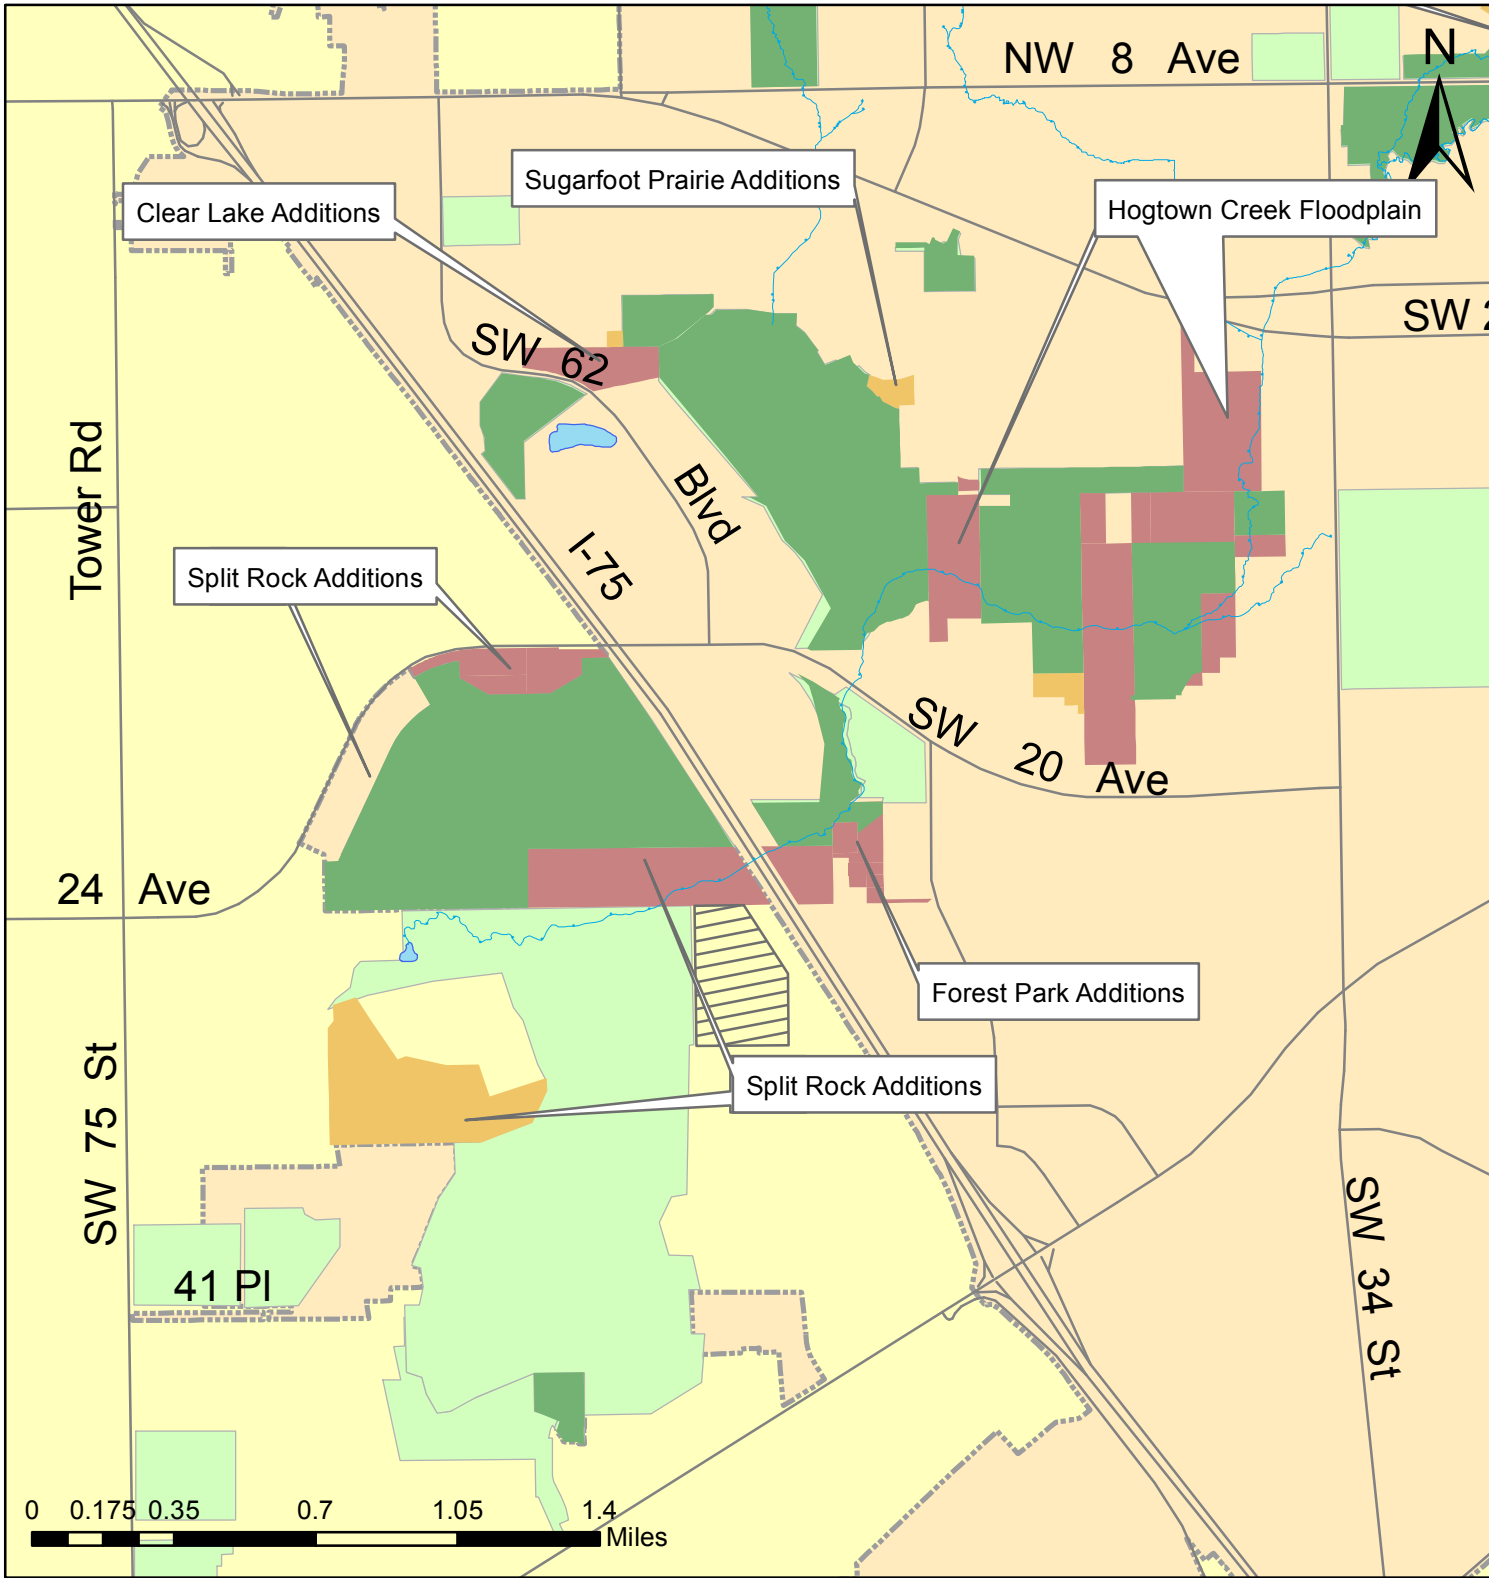 NW 8 Ave
N
Sugarfoot Prairie Additions
Clear Lake Additions
Hogtown Creek Floodplain
SW 2
SW 62
Blvd
Tower Rd
I-75
Split Rock Additions
SW 20 Ave
24 Ave
Forest Park Additions
Split Rock Additions
SW 75 St
SW 34 St
41 Pl
0 0.175 0.35 0.7 1.05 1.4
Miles